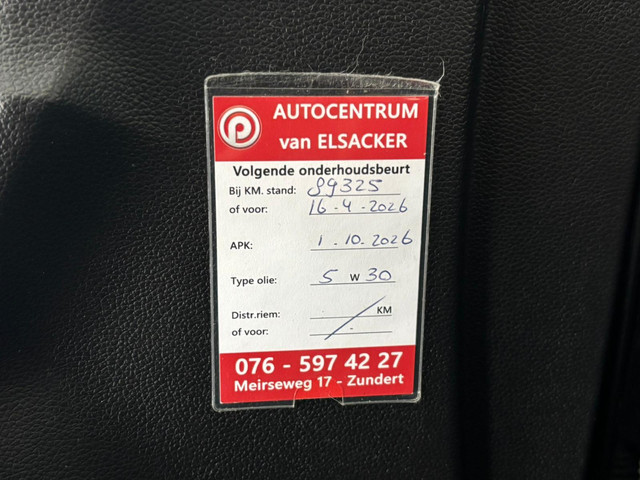 P AUTOCENTRUM
van ELSACKER
Volgende onderhoudsbeurt
Bij KM. stand: 89325
of voor: 16-4-2026
APK: 1.10.2026
Type olie: 5 W 30
Distr.riem: KM
of voor:
076 - 597 42 27
Meirseweg 17 - Zundert